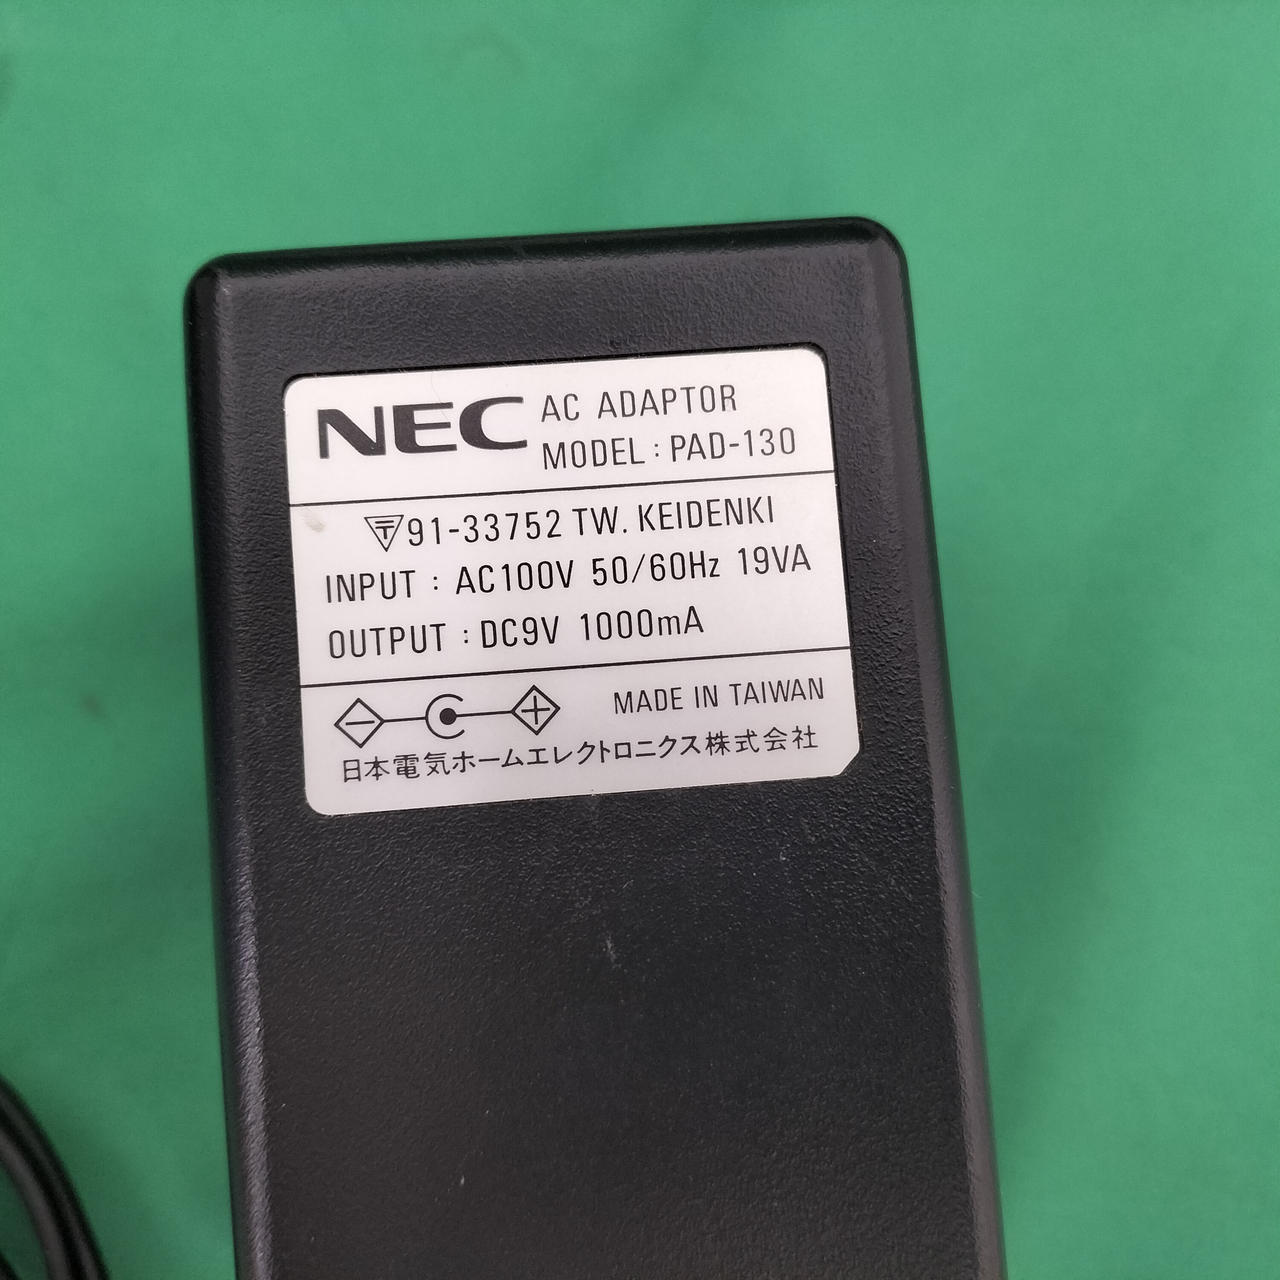 NEC AC ADAPTOR
MODEL : PAD-130
〒91-33752 TW. KEIDENKI
INPUT : AC100V 50/60Hz 19VA
OUTPUT : DC9V 1000mA
MADE IN TAIWAN
日本電気ホームエレクトロニクス株式会社